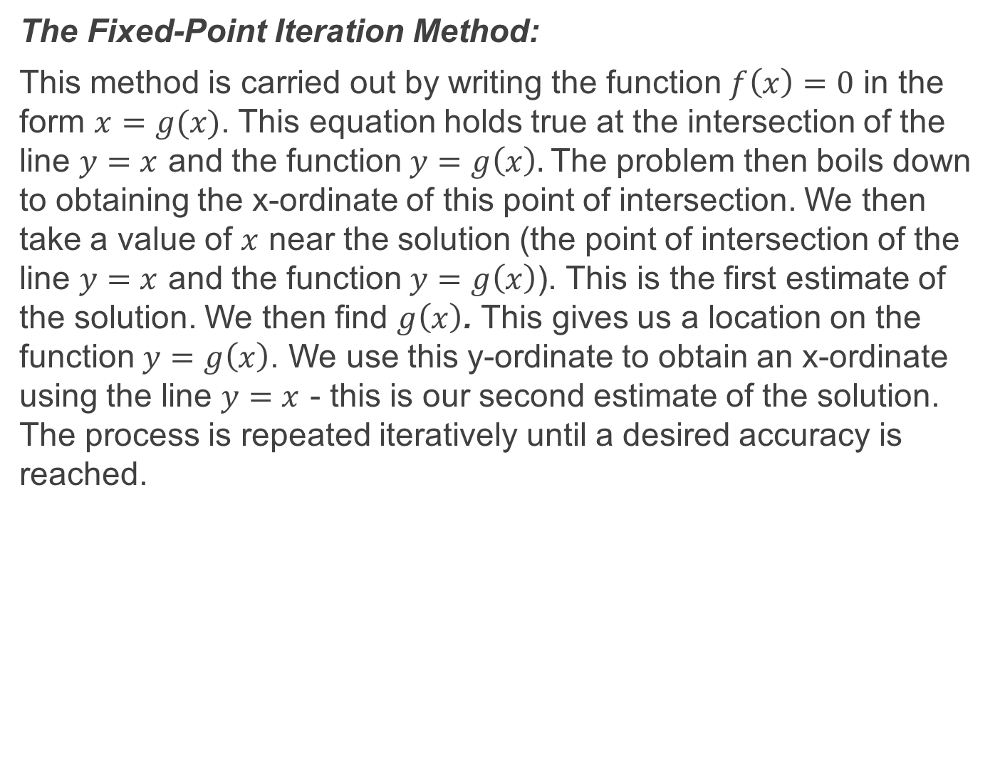 The Fixed-Point Iteration Method:
This method is carried out by writing the function f(x) = 0 in the
form x = g(x). This equation holds true at the intersection of the
line y = x and the function y = g(x). The problem then boils down
to obtaining the x-ordinate of this point of intersection. We then
take a value of x near the solution (the point of intersection of the
line y = x and the function y = g(x)). This is the first estimate of
the solution. We then find g(x). This gives us a location on the
function y = g(x). We use this y-ordinate to obtain an x-ordinate
using the line y = x - this is our second estimate of the solution.
The process is repeated iteratively until a desired accuracy is
reached.